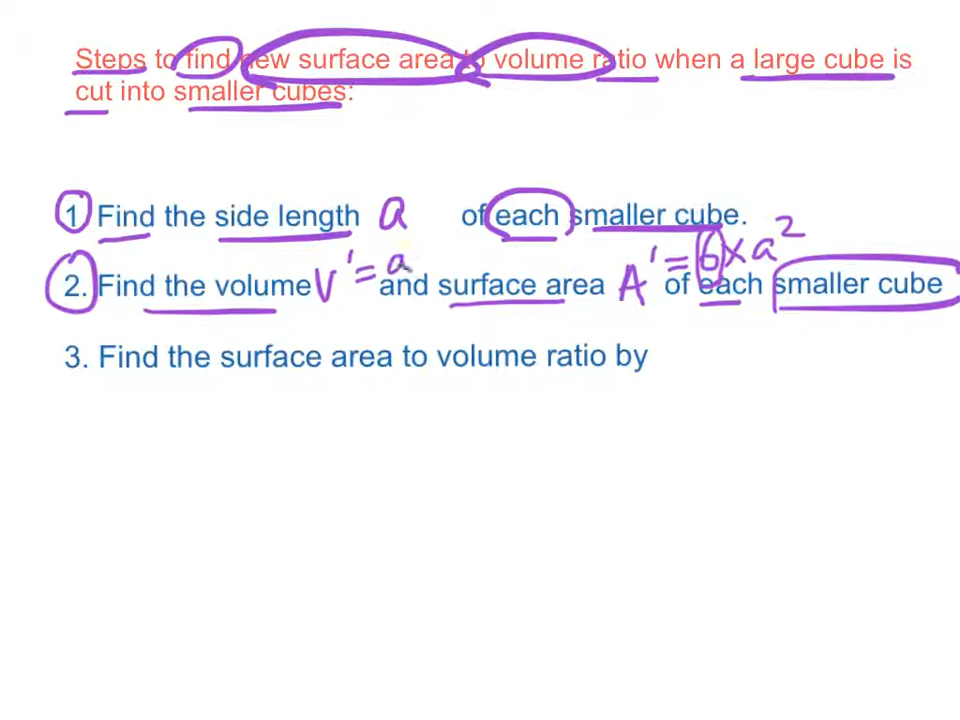 Steps to find new surface area to volume ratio when a large cube is
cut into smaller cubes:
1. Find the side length a of each smaller cube.
2. Find the volume V' = a and surface area A' = 6 x a² of each smaller cube
3. Find the surface area to volume ratio by